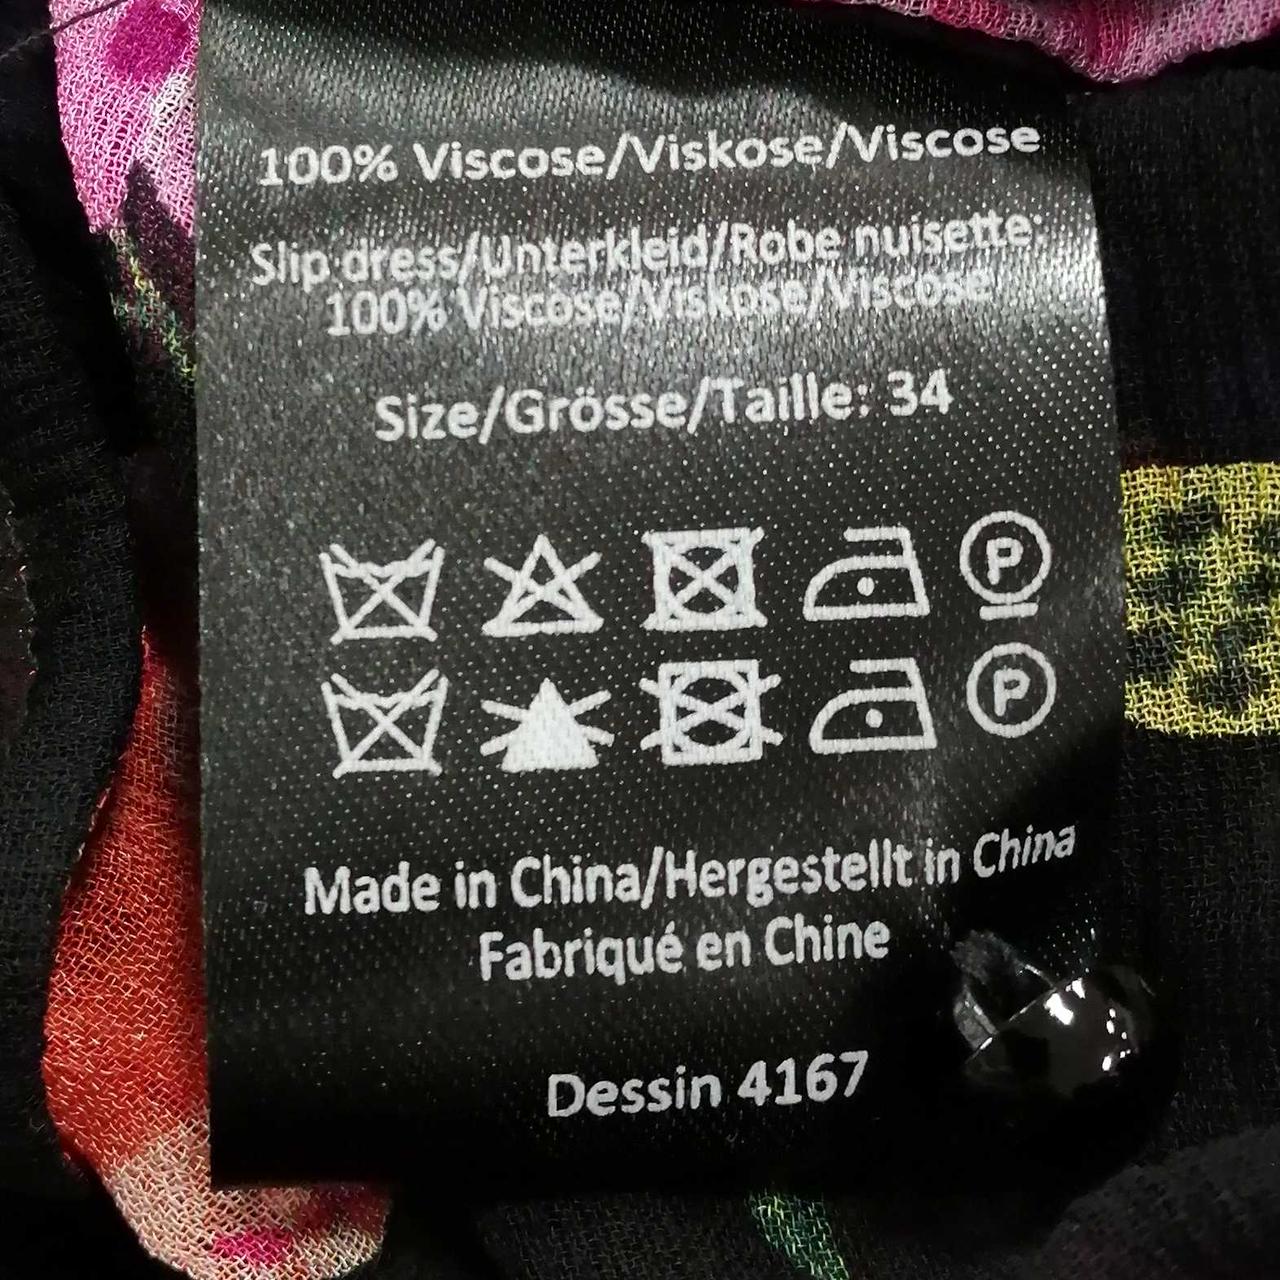 100% Viscose/Viskose/Viscose
Slip dress/Unterkleid/Robe nuisette:
100% Viscose/Viskose/Viscose
Size/Grösse/Taille: 34
P
P
Made in China/Hergestellt in China
Fabriqué en Chine
Dessin 4167